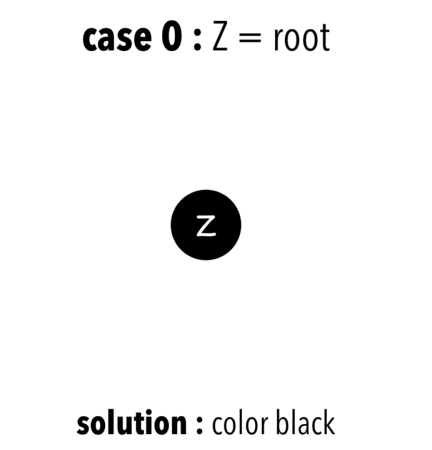 case 0 : Z = root
z
solution : color black